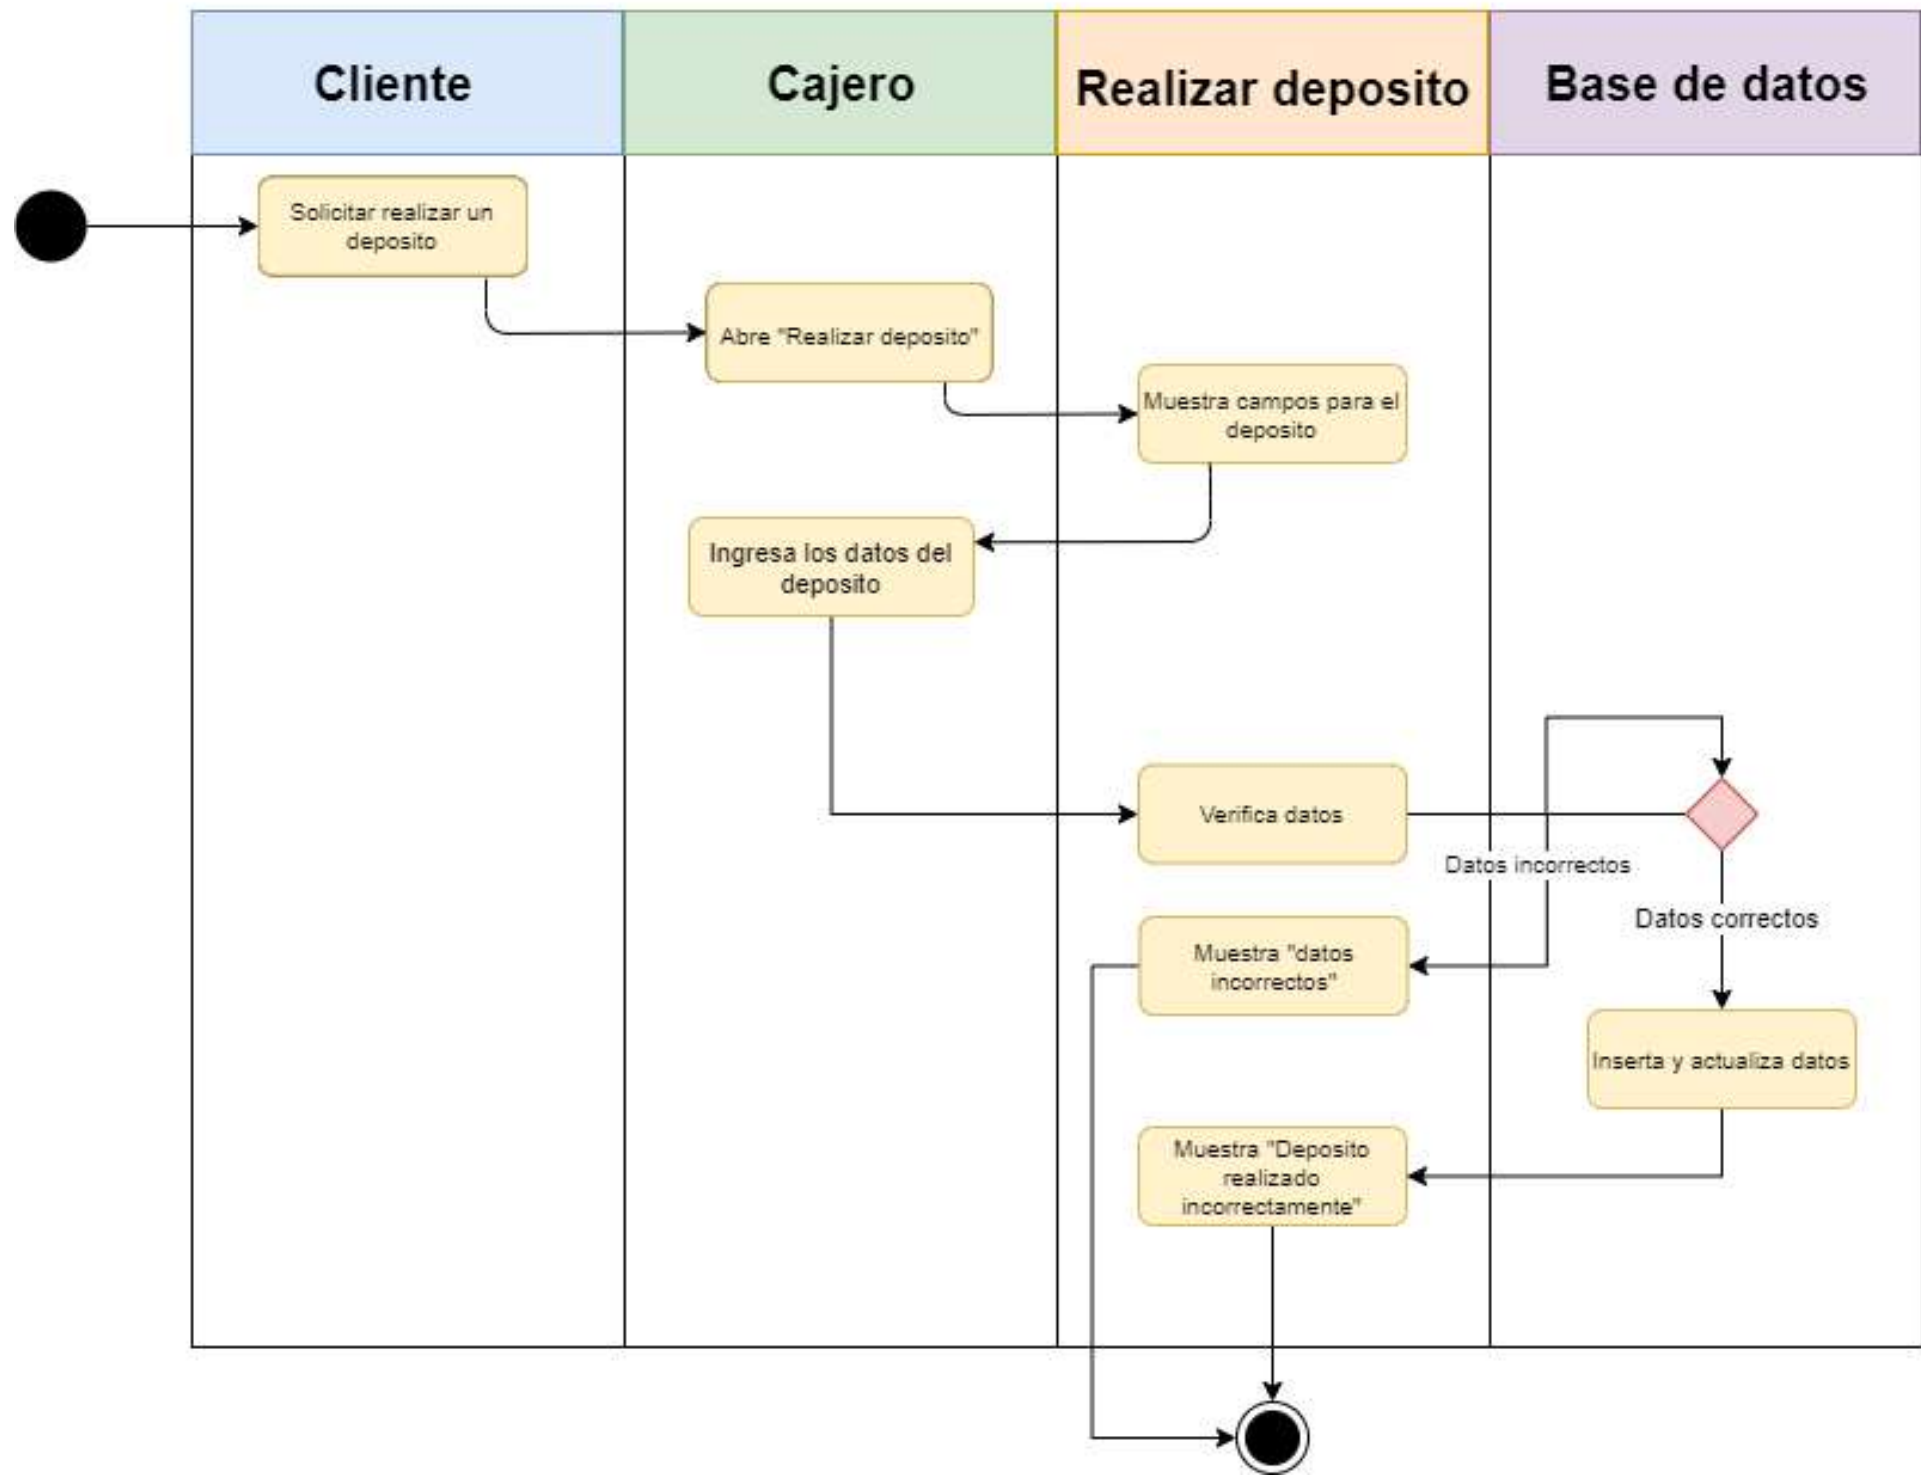 Cliente
Cajero
Realizar deposito
Base de datos
Solicitar realizar un
deposito
Abre "Realizar deposito"
Muestra campos para el
deposito
Ingresa los datos del
deposito
Verifica datos
Datos incorrectos
Datos correctos
Muestra "datos
incorrectos"
Inserta y actualiza datos
Muestra "Deposito
realizado
incorrectamente"